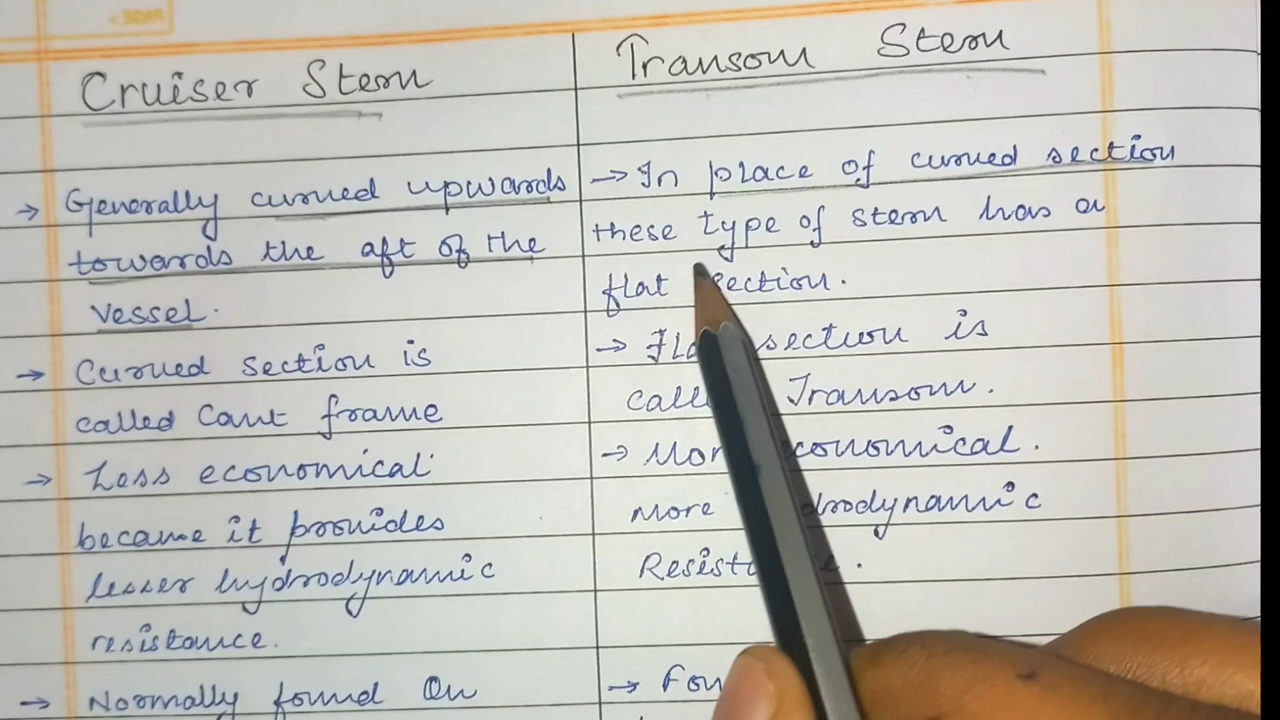 Cruiser Stern
Generally curved upwards
towards the aft of the
vessel.
→ Curved section is
called Cant frame
→ Less economical
because it provides
lesser hydrodynamic
resistance.
→ Normally found on
Transom Stern
→ In place of curved section
these type of stern has a
flat section.
→ section is
Transom.
→
More